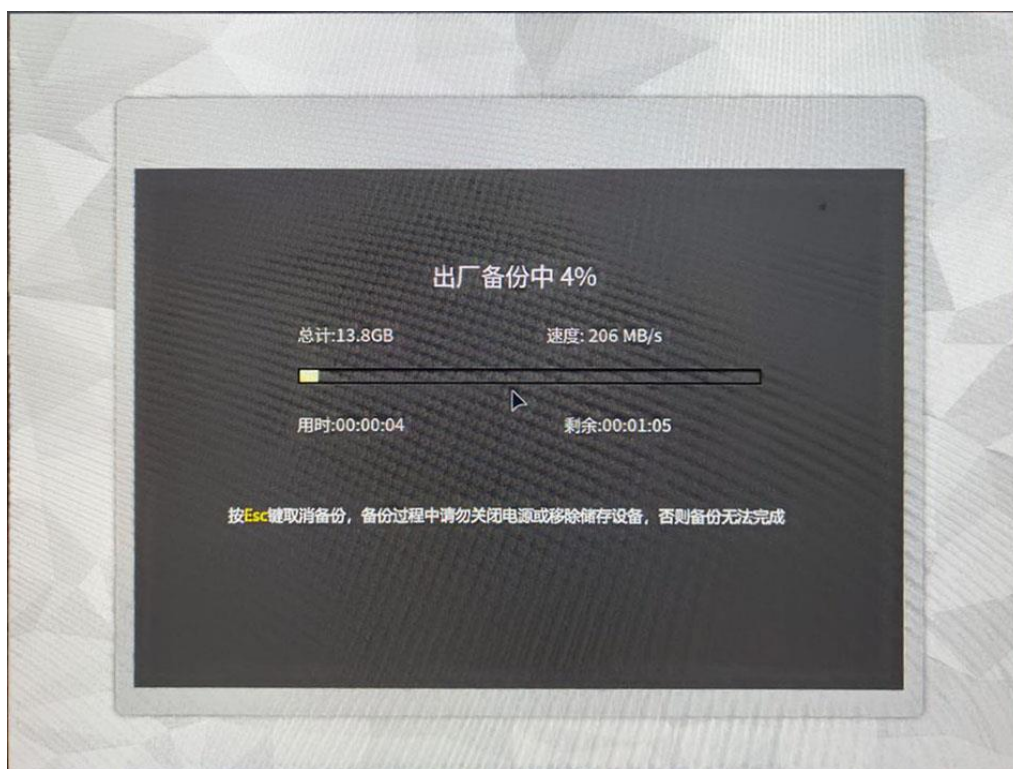 出厂备份中 4%
总计:13.8GB 速度: 206 MB/s
用时:00:00:04 剩余:00:01:05
按Esc键取消备份，备份过程中请勿关闭电源或移除储存设备，否则备份无法完成